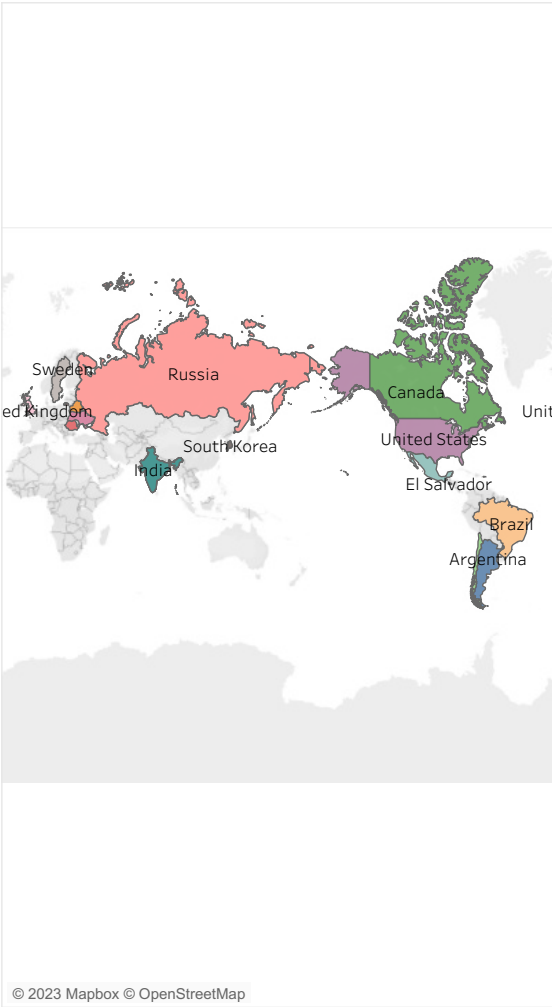 Sweden
Russia
Canada
ed Kingdom
Unit
United States
South Korea
India
El Salvador
Brazil
Argentina
© 2023 Mapbox © OpenStreetMap